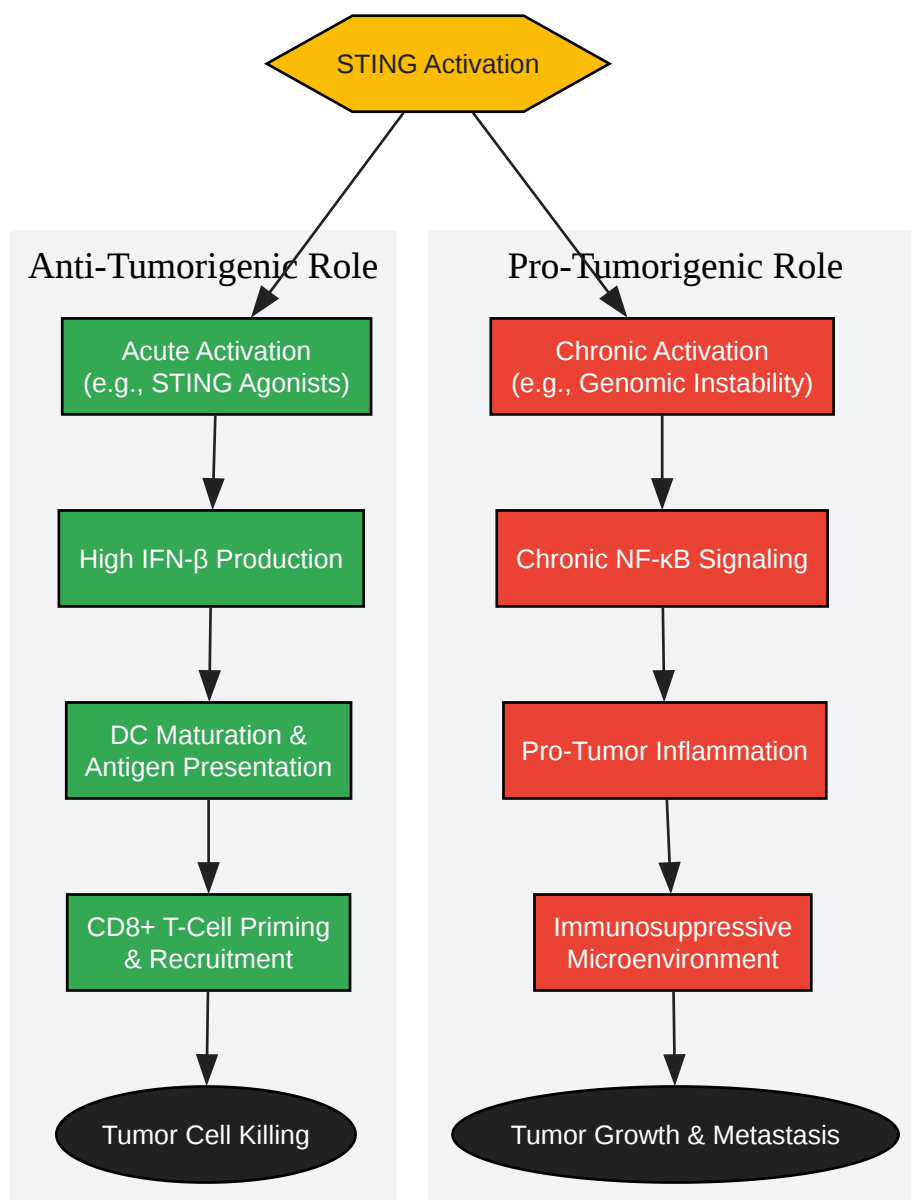 STING Activation
Anti-Tumorigenic Role
Acute Activation
(e.g., STING Agonists)
High IFN-β Production
DC Maturation &
Antigen Presentation
CD8+ T-Cell Priming
& Recruitment
Tumor Cell Killing
Pro-Tumorigenic Role
Chronic Activation
(e.g., Genomic Instability)
Chronic NF-κB Signaling
Pro-Tumor Inflammation
Immunosuppressive
Microenvironment
Tumor Growth & Metastasis